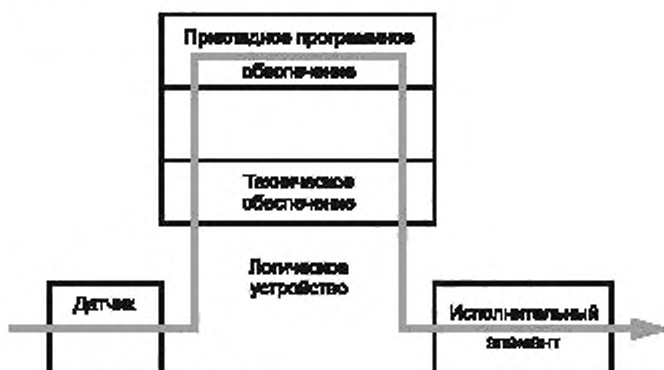 Прикладное программное
обеспечение
Техническое
обеспечение
Логическое
устройство
Датчик
Исполнительный
элемент